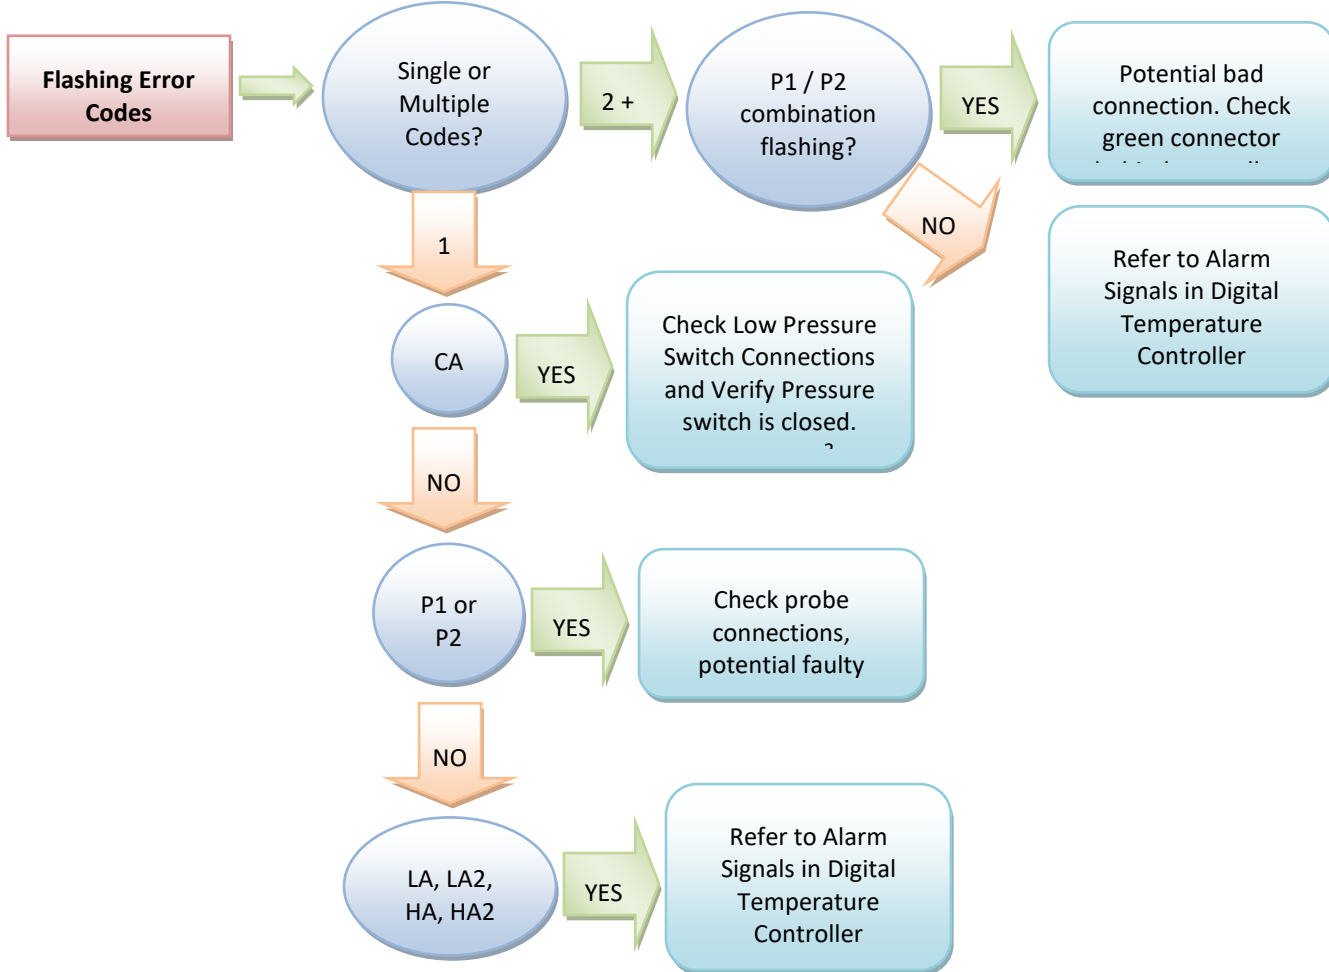 Flashing Error
Codes
Single or
Multiple
Codes?
2 +
P1 / P2
combination
flashing?
YES
Potential bad
connection. Check
green connector
NO
Refer to Alarm
Signals in Digital
Temperature
Controller
1
CA
YES
Check Low Pressure
Switch Connections
and Verify Pressure
switch is closed.
NO
P1 or
P2
YES
Check probe
connections,
potential faulty
NO
LA, LA2,
HA, HA2
YES
Refer to Alarm
Signals in Digital
Temperature
Controller